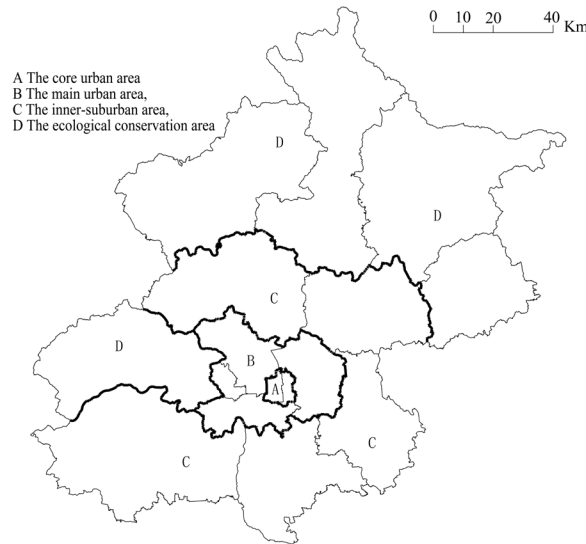 0 10 20 40
Km
A The core urban area
B The main urban area,
C The inner-suburban area,
D The ecological conservation area
D
D
C
D
B
A
C
C